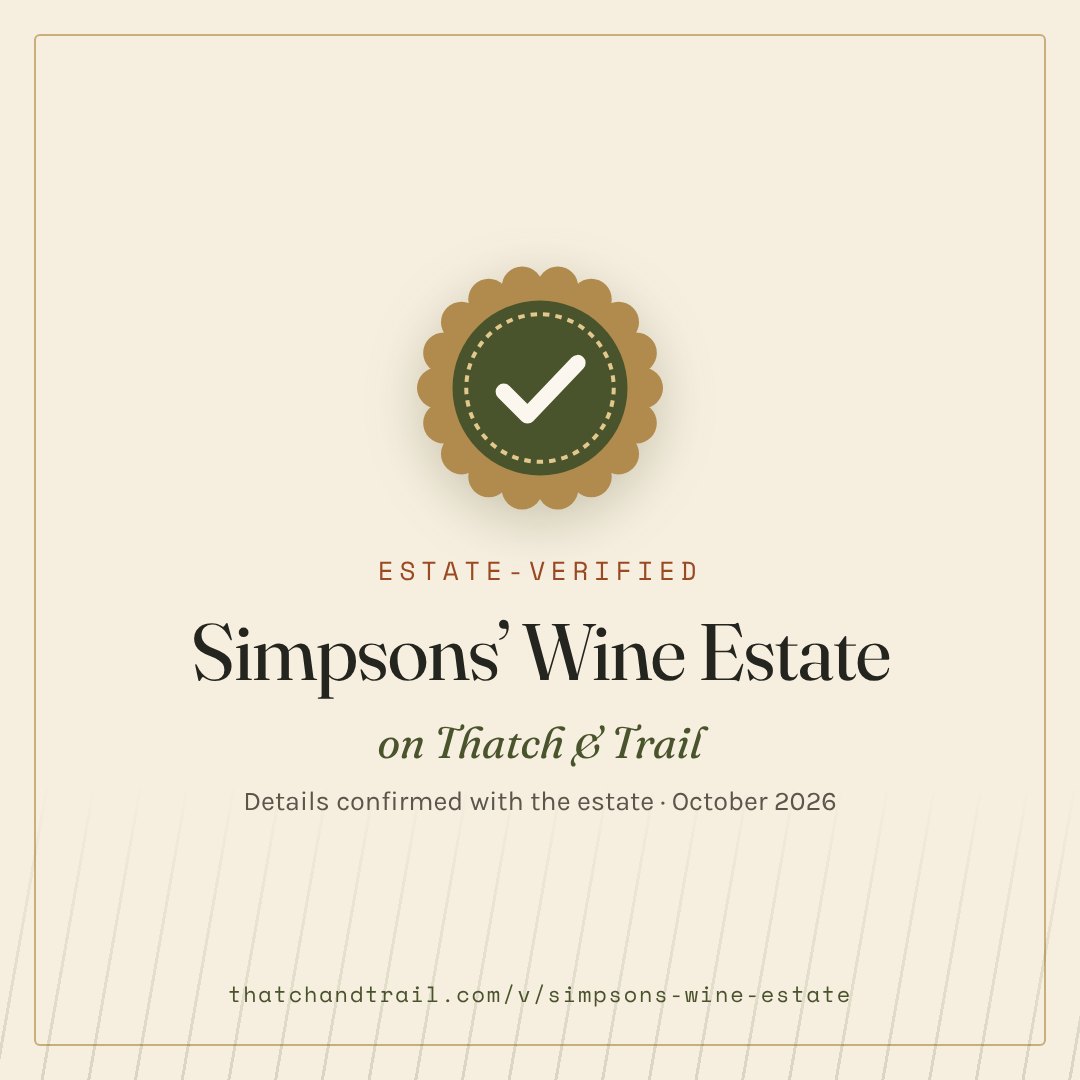 ESTATE-VERIFIED
Simpsons’ Wine Estate
on Thatch & Trail
Details confirmed with the estate · October 2026
thatchandtrail.com/v/simpsons-wine-estate